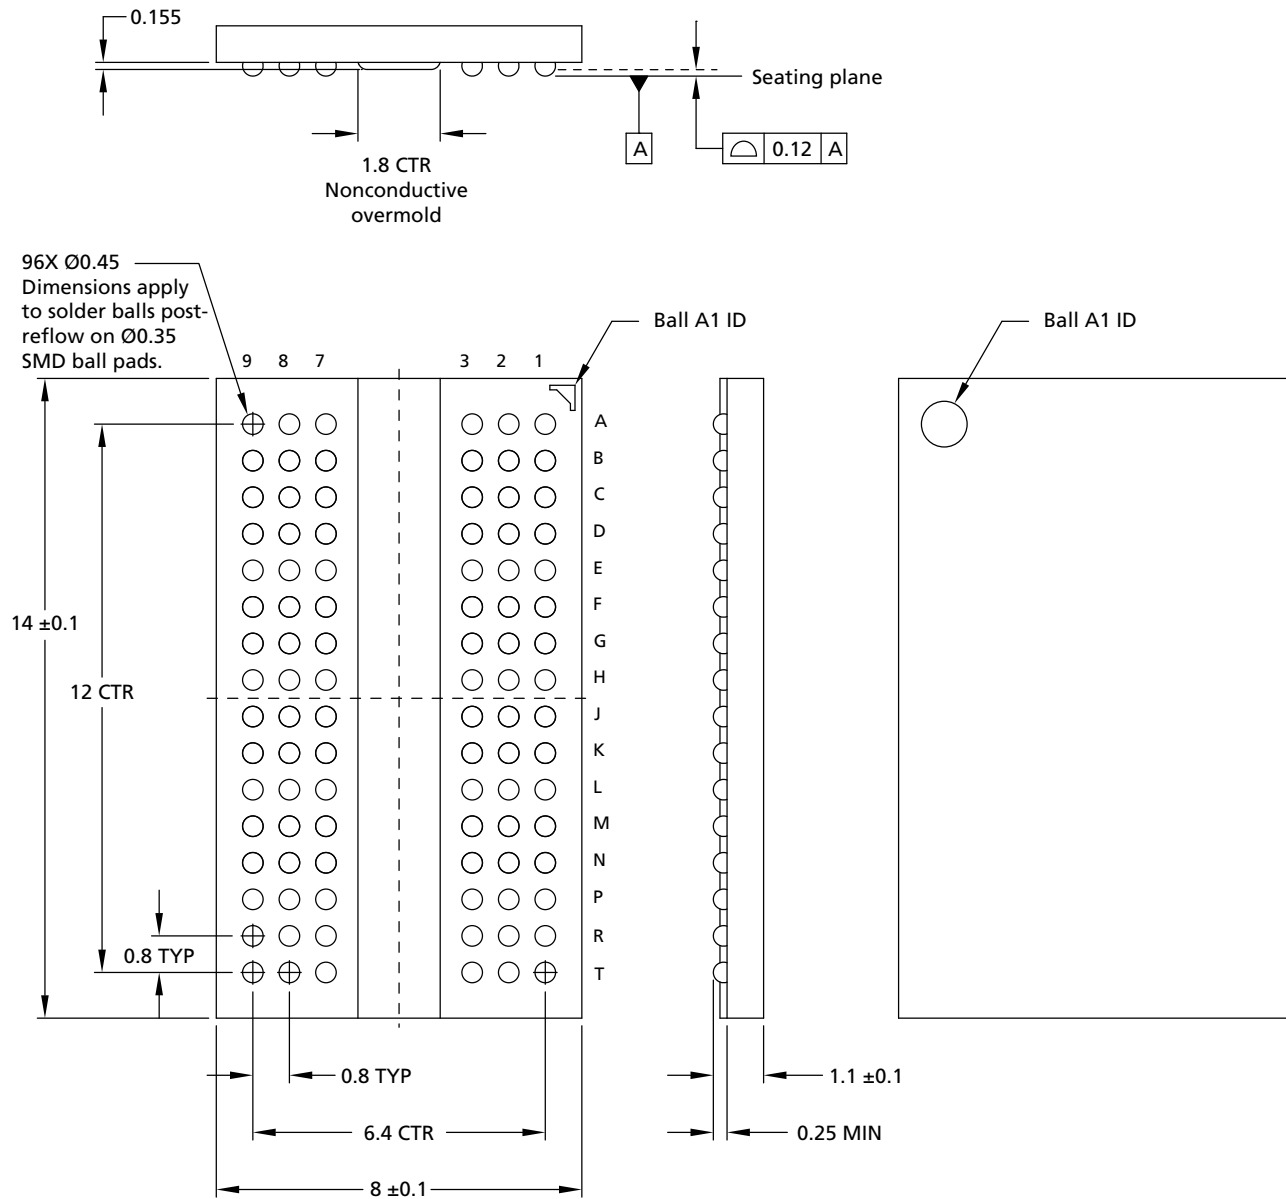 0.155
Seating plane
A
0.12 A
1.8 CTR
Nonconductive
overmold
96X Ø0.45
Dimensions apply
to solder balls post-
reflow on Ø0.35
SMD ball pads.
Ball A1 ID
Ball A1 ID
9 8 7 3 2 1
A
B
C
D
E
F
G
H
J
K
L
M
N
P
R
T
14 ±0.1
12 CTR
0.8 TYP
0.8 TYP
1.1 ±0.1
6.4 CTR
0.25 MIN
8 ±0.1